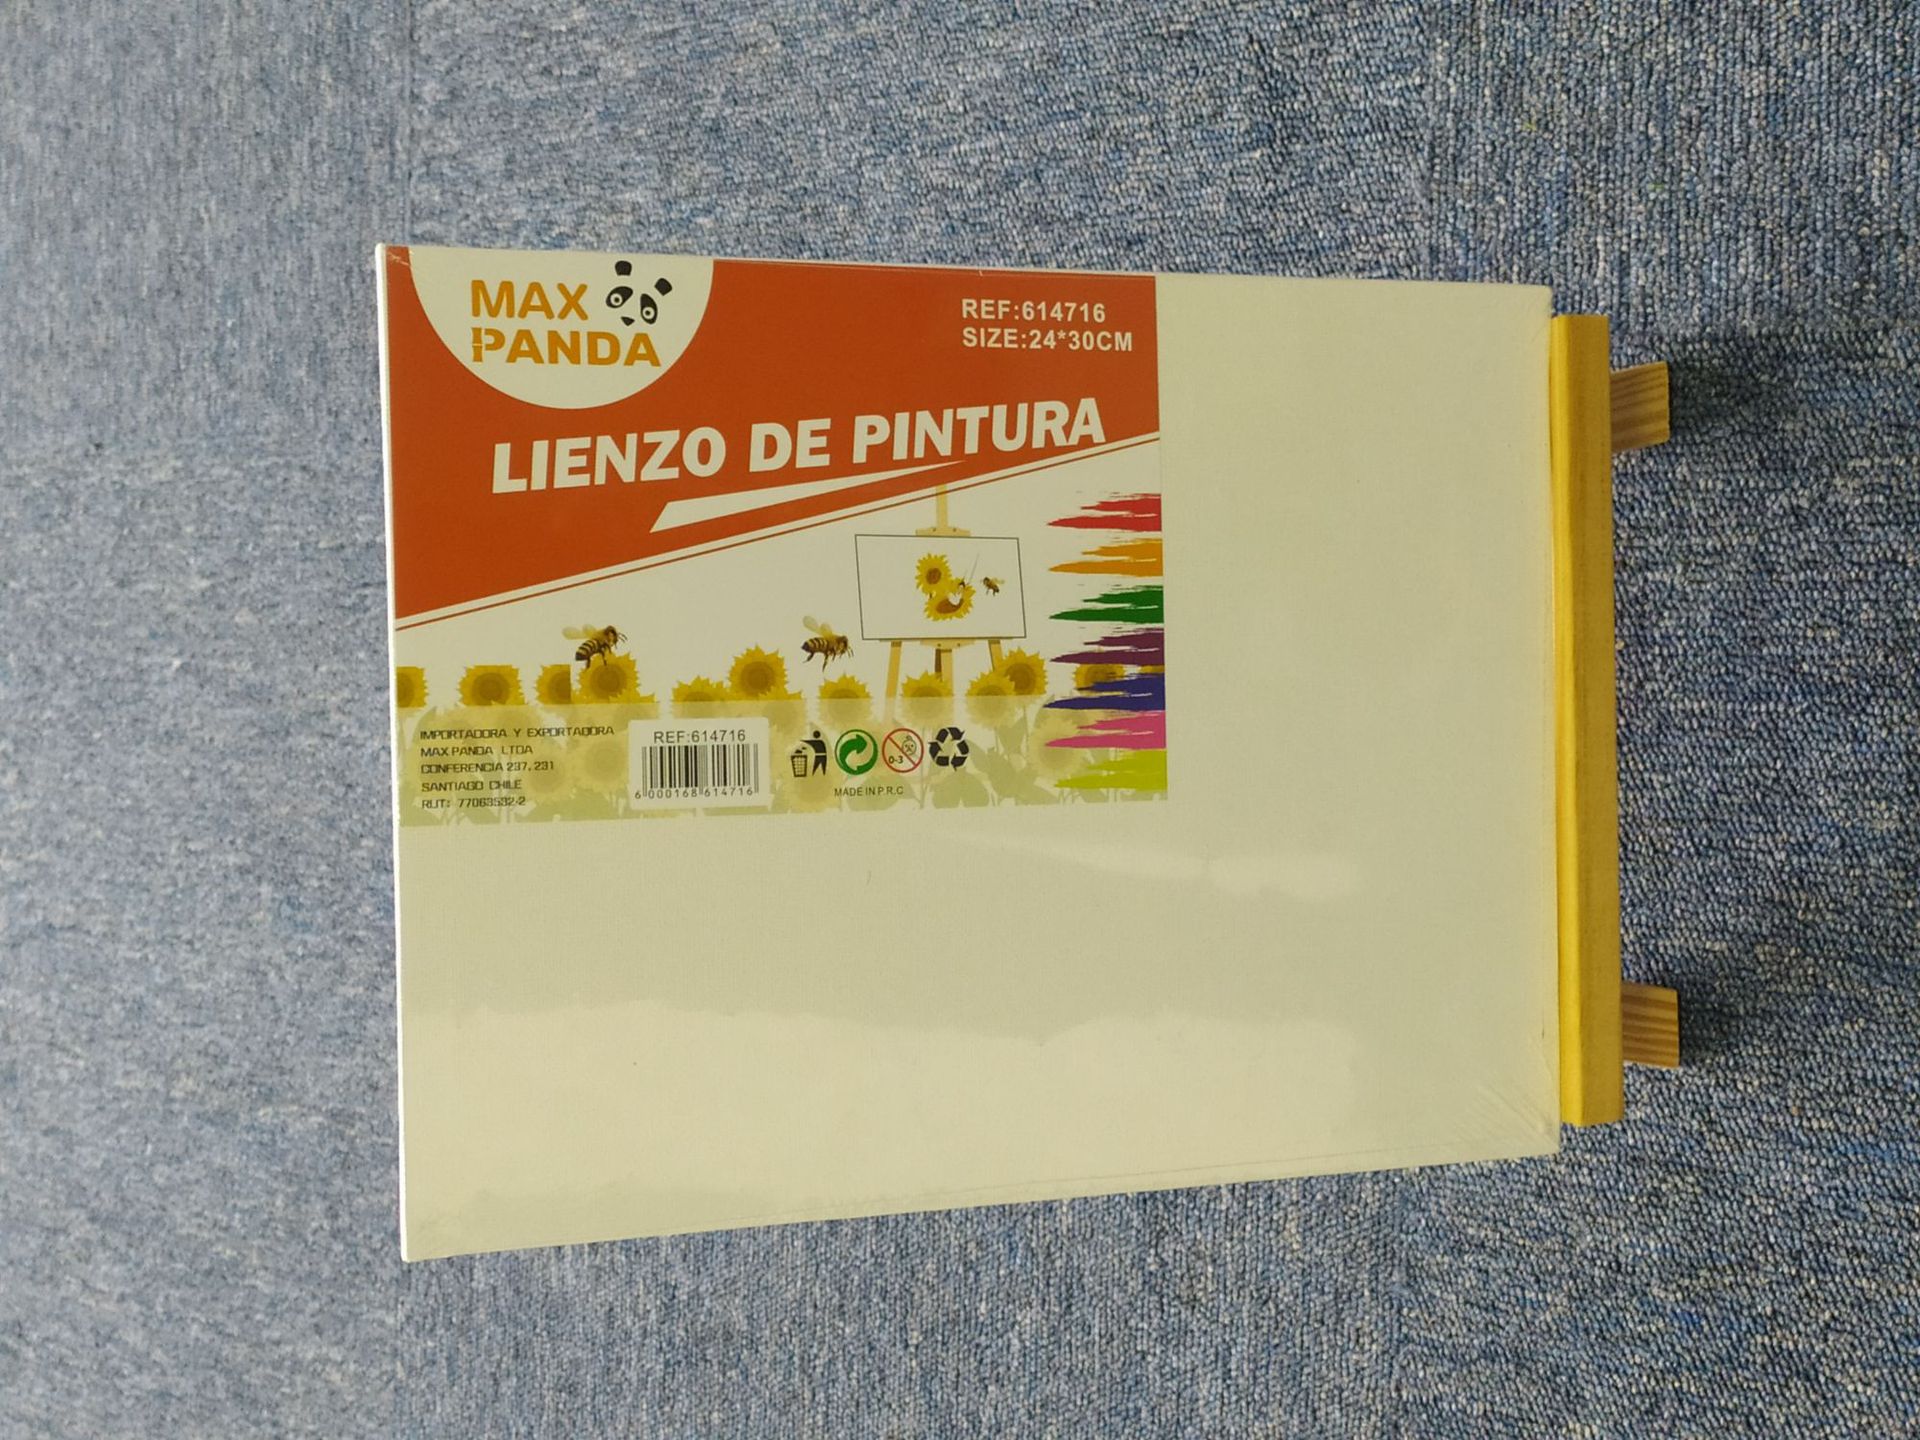 MAX
PANDA
REF:614716
SIZE:24*30CM
LIENZO DE PINTURA
IMPORTADORA Y EXPORTADORA
MAX PANDA LTDA
CONFERENCIA 237, 231
SANTIAGO CHILE
RUT: 77063532-2
REF:614716
6 000168 614716
0-3
MADE IN P.R.C